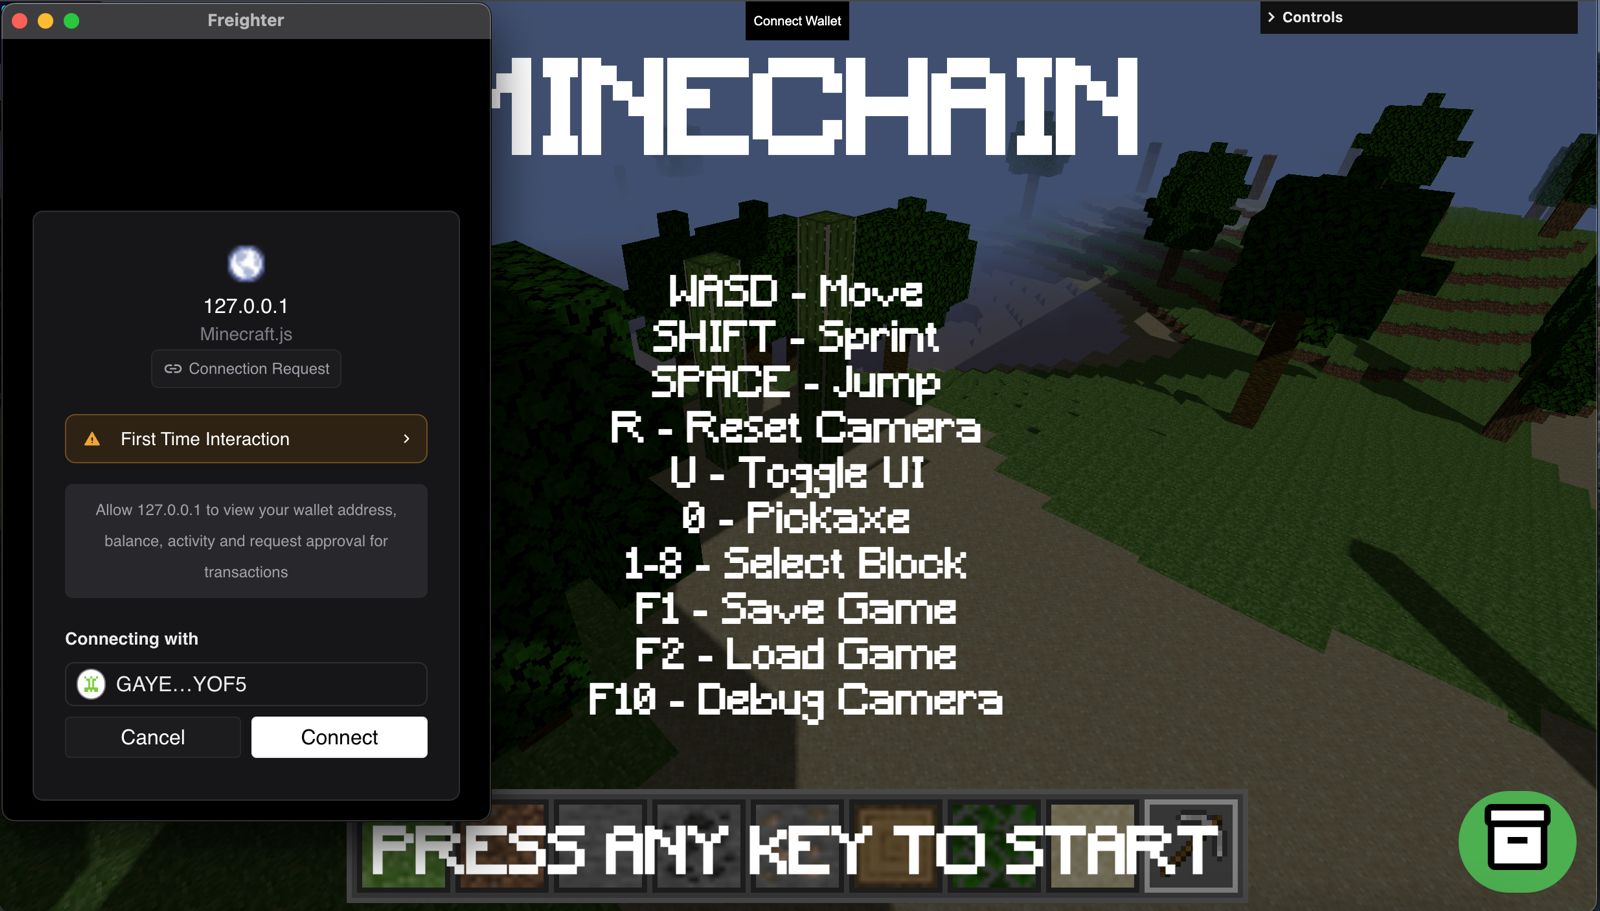 Freighter
Connect Wallet
Controls
MINECHAIN
127.0.0.1
Minecraft.js
Connection Request
First Time Interaction
Allow 127.0.0.1 to view your wallet address,
balance, activity and request approval for
transactions
Connecting with
GAYE...YOF5
Cancel
Connect
WASD - Move
SHIFT - Sprint
SPACE - Jump
R - Reset Camera
U - Toggle UI
0 - Pickaxe
1-8 - Select Block
F1 - Save Game
F2 - Load Game
F10 - Debug Camera
PRESS ANY KEY TO START